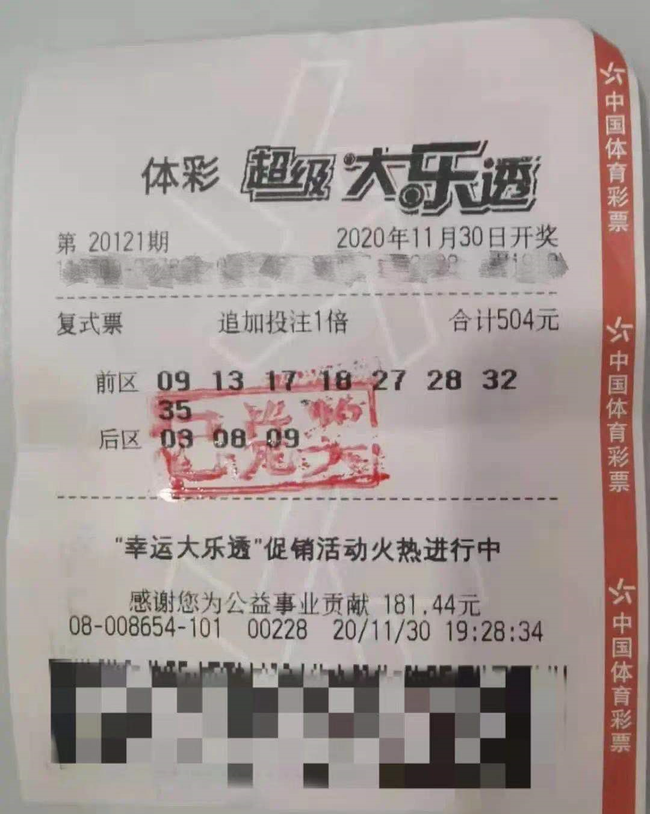 体彩 超级大乐透
第 20121期 2020年11月30日开奖
复式票 追加投注1倍 合计504元
前区 09 13 17 18 27 28 32
35
后区 03 08 09
已兑奖
“幸运大乐透”促销活动火热进行中
感谢您为公益事业贡献 181.44元
08-008654-101 00228 20/11/30 19:28:34
中国体育彩票
中国体育彩票
中国体育彩票